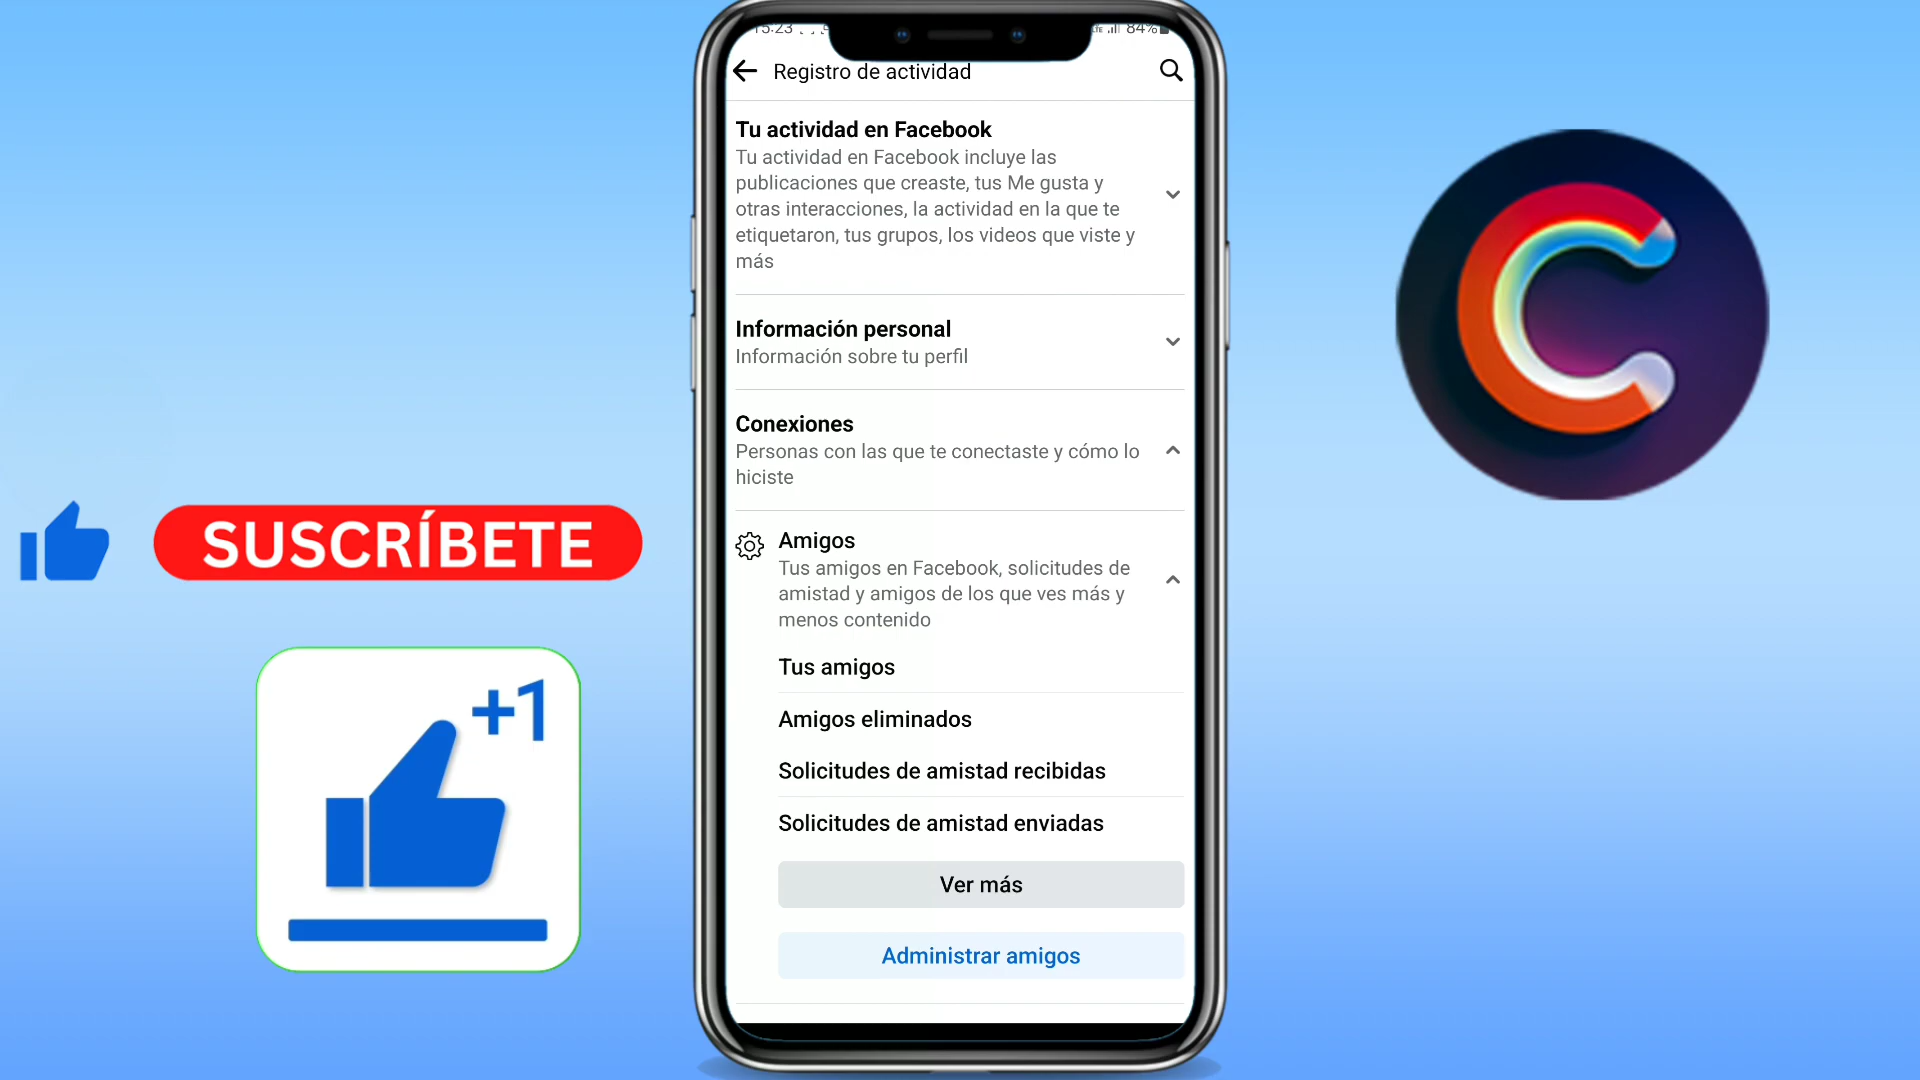 15:23
84%
Registro de actividad
Tu actividad en Facebook
Tu actividad en Facebook incluye las
publicaciones que creaste, tus Me gusta y
otras interacciones, la actividad en la que te
etiquetaron, tus grupos, los videos que viste y
más
Información personal
Información sobre tu perfil
Conexiones
Personas con las que te conectaste y cómo lo
hiciste
Amigos
Tus amigos en Facebook, solicitudes de
amistad y amigos de los que ves más y
menos contenido
Tus amigos
Amigos eliminados
Solicitudes de amistad recibidas
Solicitudes de amistad enviadas
Ver más
Administrar amigos
SUSCRÍBETE
+1
C